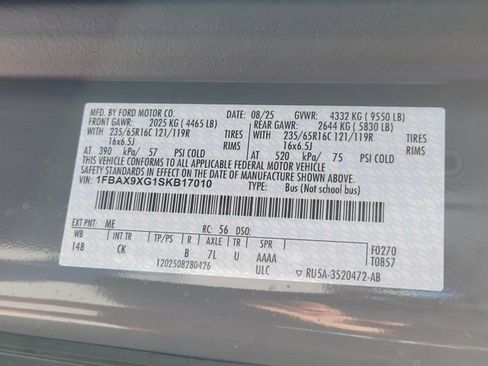 MFD. BY FORD MOTOR CO. DATE: 08/25 GVWR: 4332 KG ( 9550 LB)
FRONT GAWR: 2025 KG ( 4465 LB) REAR GAWR: 2644 KG ( 5830 LB)
WITH 235/65R16C 121/119R TIRES WITH 235/65R16C 121/119R TIRES
16x6.5J RIMS 16x6.5J RIMS
AT 390 kPa/ 57 PSI COLD AT 520 kPa/ 75 PSI COLD
THIS VEHICLE CONFORMS TO ALL APPLICABLE FEDERAL MOTOR VEHICLE
SAFETY STANDARDS IN EFFECT ON THE DATE OF MANUFACTURE SHOWN ABOVE.
1FBAX9XG1SKB17010 TYPE: Bus (Not School bus)
EXT PNT: ME RC: 56 DSO:
WB INT TR TP/PS R AXLE TR SPR F0270
148 CK B 7L U AAAA T0857
1202508280426 ULC RU5A-3520472-AB